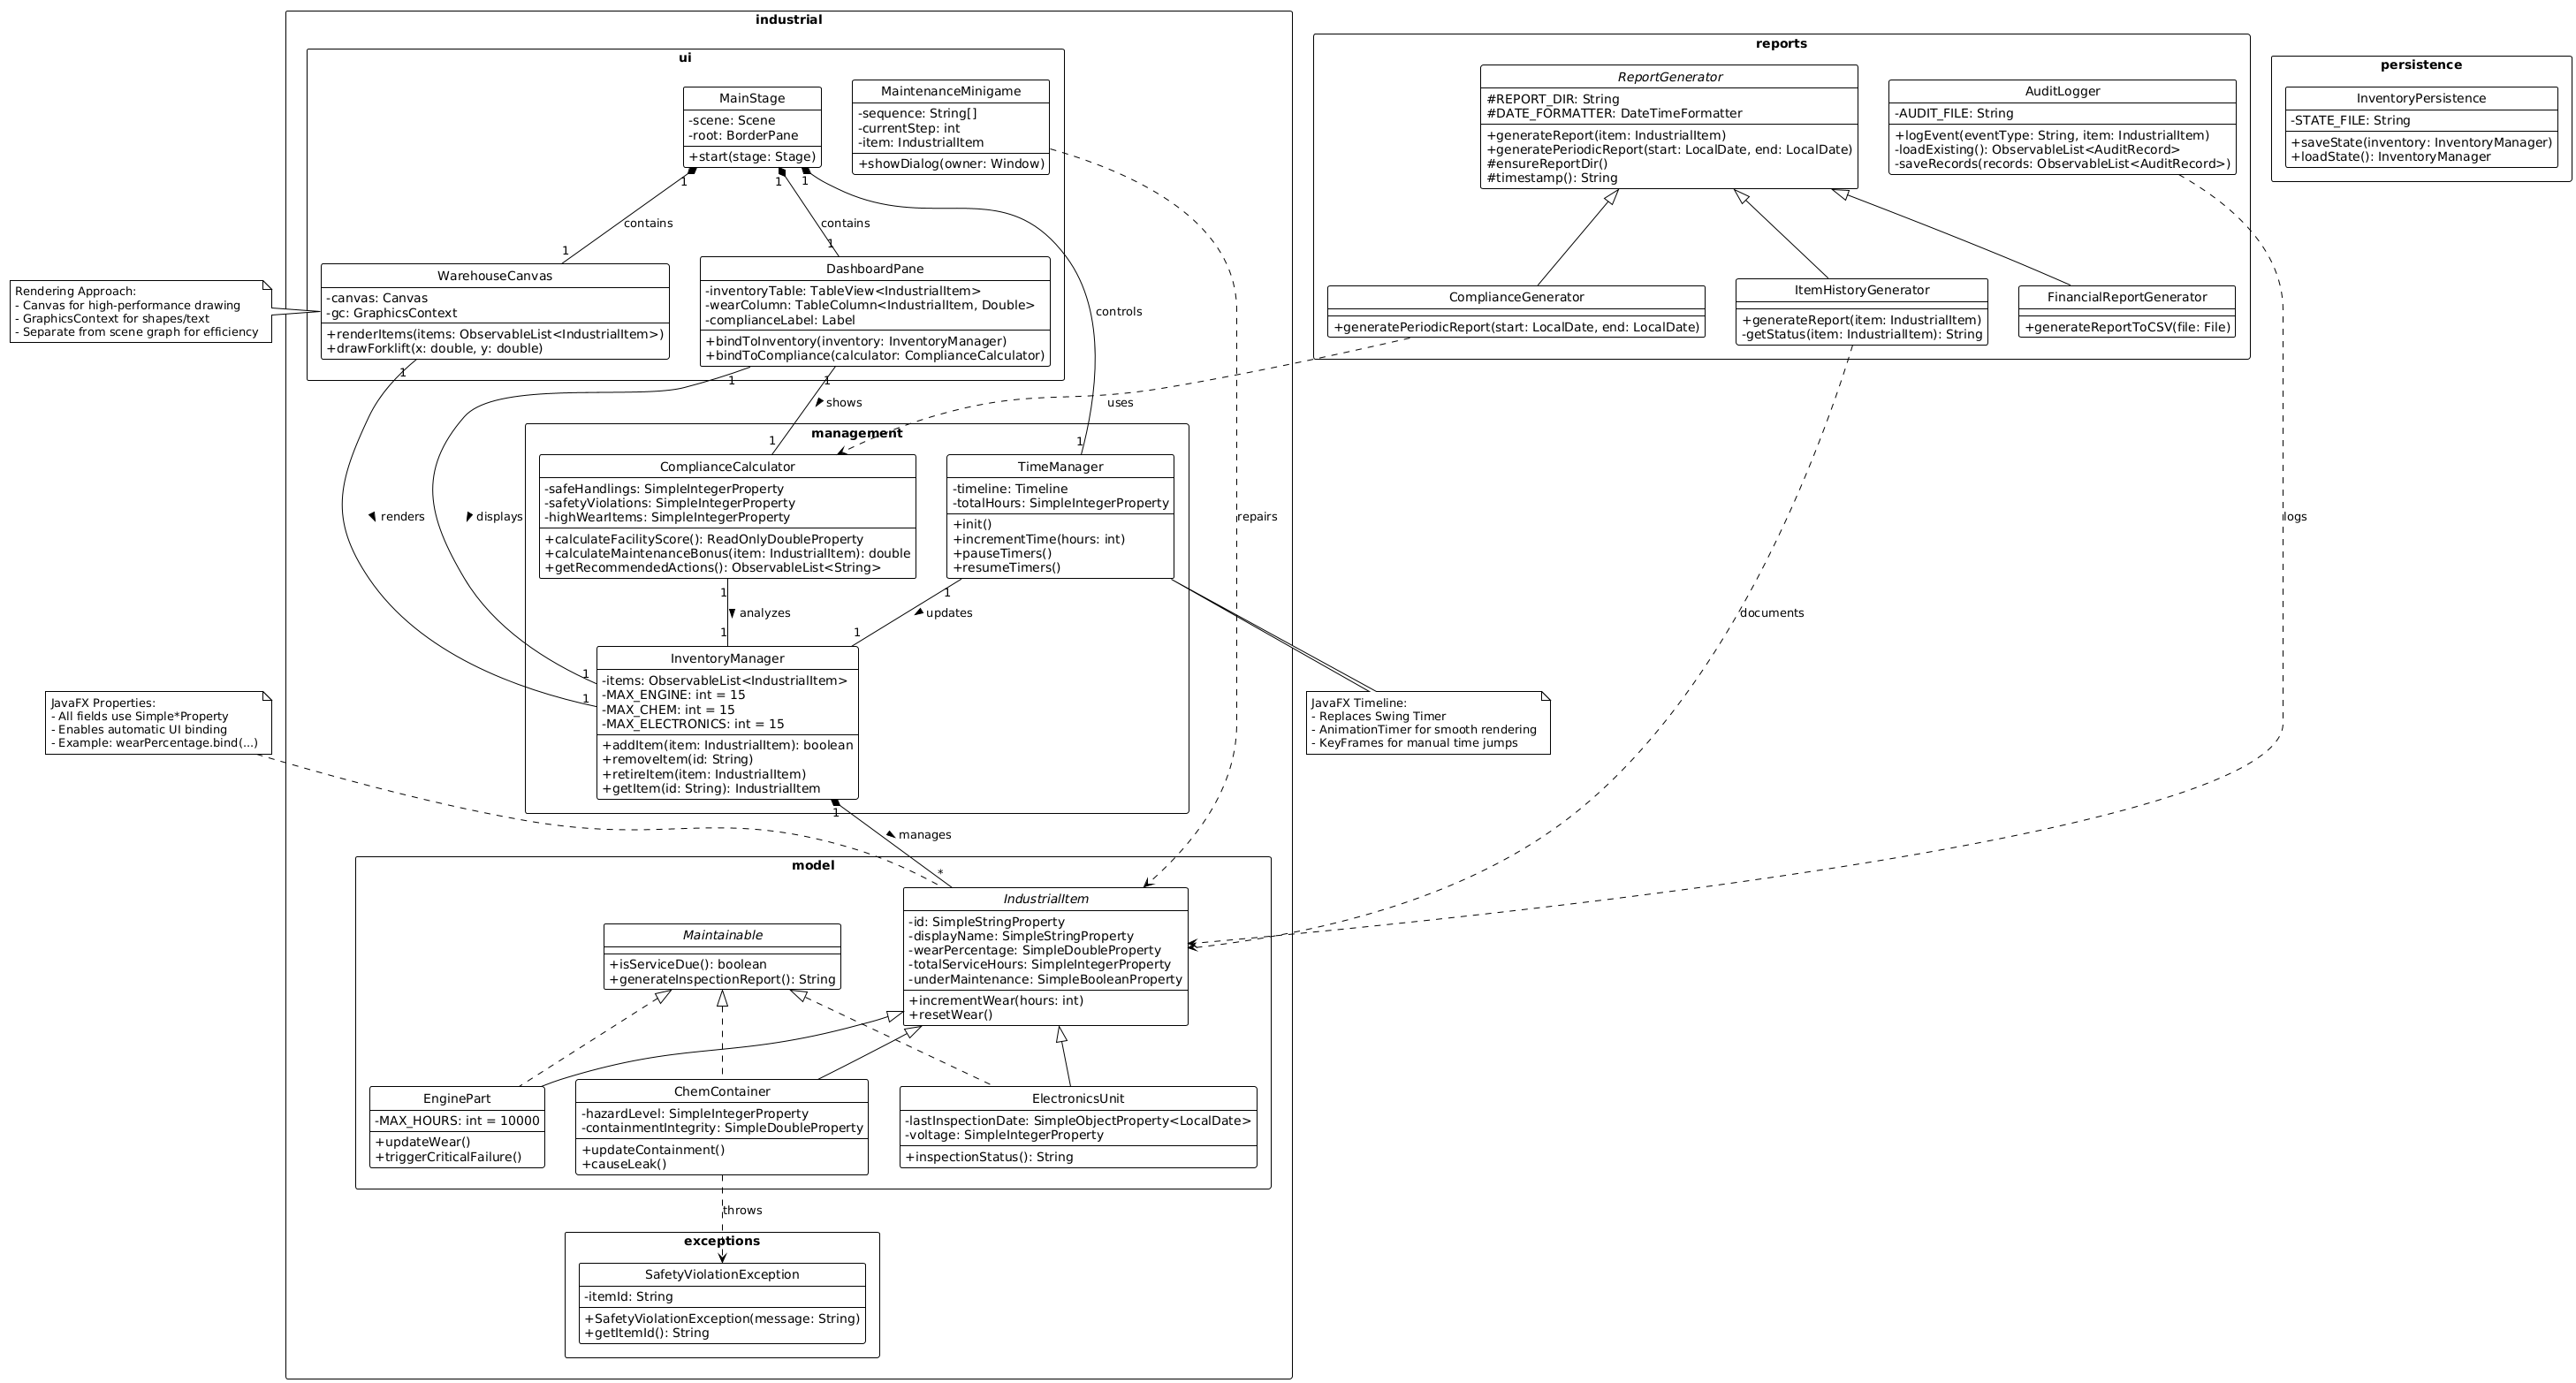 industrial
ui
MainStage
-scene: Scene
-root: BorderPane
+start(stage: Stage)
MaintenanceMinigame
-sequence: String[]
-currentStep: int
-item: IndustrialItem
+showDialog(owner: Window)
1
1
1
contains
contains
1
1
WarehouseCanvas
-canvas: Canvas
-gc: GraphicsContext
+renderItems(items: ObservableList<IndustrialItem>)
+drawForklift(x: double, y: double)
DashboardPane
-inventoryTable: TableView<IndustrialItem>
-wearColumn: TableColumn<IndustrialItem, Double>
-complianceLabel: Label
+bindToInventory(inventory: InventoryManager)
+bindToCompliance(calculator: ComplianceCalculator)
controls
Rendering Approach:
- Canvas for high-performance drawing
- GraphicsContext for shapes/text
- Separate from scene graph for efficiency
1
1
1
shows
uses
1
1
management
ComplianceCalculator
-safeHandlings: SimpleIntegerProperty
-safetyViolations: SimpleIntegerProperty
-highWearItems: SimpleIntegerProperty
+calculateFacilityScore(): ReadOnlyDoubleProperty
+calculateMaintenanceBonus(item: IndustrialItem): double
+getRecommendedActions(): ObservableList<String>
TimeManager
-timeline: Timeline
-totalHours: SimpleIntegerProperty
+init()
+incrementTime(hours: int)
+pauseTimers()
+resumeTimers()
renders
displays
repairs
logs
1
analyzes
1
1
updates
1
documents
InventoryManager
-items: ObservableList<IndustrialItem>
-MAX_ENGINE: int = 15
-MAX_CHEM: int = 15
-MAX_ELECTRONICS: int = 15
+addItem(item: IndustrialItem): boolean
+removeItem(id: String)
+retireItem(item: IndustrialItem)
+getItem(id: String): IndustrialItem
1
1
JavaFX Properties:
- All fields use Simple*Property
- Enables automatic UI binding
- Example: wearPercentage.bind(...)
JavaFX Timeline:
- Replaces Swing Timer
- AnimationTimer for smooth rendering
- KeyFrames for manual time jumps
1
manages
*
model
IndustrialItem
-id: SimpleStringProperty
-displayName: SimpleStringProperty
-wearPercentage: SimpleDoubleProperty
-totalServiceHours: SimpleIntegerProperty
-underMaintenance: SimpleBooleanProperty
+incrementWear(hours: int)
+resetWear()
Maintainable
+isServiceDue(): boolean
+generateInspectionReport(): String
EnginePart
-MAX_HOURS: int = 10000
+updateWear()
+triggerCriticalFailure()
ChemContainer
-hazardLevel: SimpleIntegerProperty
-containmentIntegrity: SimpleDoubleProperty
+updateContainment()
+causeLeak()
ElectronicsUnit
-lastInspectionDate: SimpleObjectProperty<LocalDate>
-voltage: SimpleIntegerProperty
+inspectionStatus(): String
throws
exceptions
SafetyViolationException
-itemId: String
+SafetyViolationException(message: String)
+getItemId(): String
reports
ReportGenerator
#REPORT_DIR: String
#DATE_FORMATTER: DateTimeFormatter
+generateReport(item: IndustrialItem)
+generatePeriodicReport(start: LocalDate, end: LocalDate)
#ensureReportDir()
#timestamp(): String
AuditLogger
-AUDIT_FILE: String
+logEvent(eventType: String, item: IndustrialItem)
-loadExisting(): ObservableList<AuditRecord>
-saveRecords(records: ObservableList<AuditRecord>)
ComplianceGenerator
+generatePeriodicReport(start: LocalDate, end: LocalDate)
ItemHistoryGenerator
+generateReport(item: IndustrialItem)
-getStatus(item: IndustrialItem): String
FinancialReportGenerator
+generateReportToCSV(file: File)
persistence
InventoryPersistence
-STATE_FILE: String
+saveState(inventory: InventoryManager)
+loadState(): InventoryManager